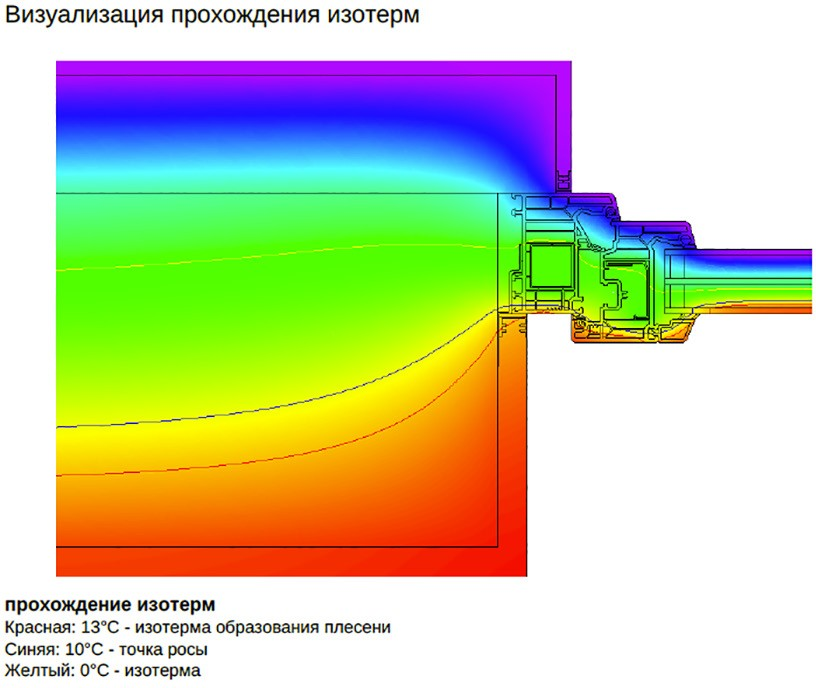 Визуализация прохождения изотерм
прохождение изотерм
Красная: 13°C - изотерма образования плесени
Синяя: 10°C - точка росы
Желтый: 0°C - изотерма